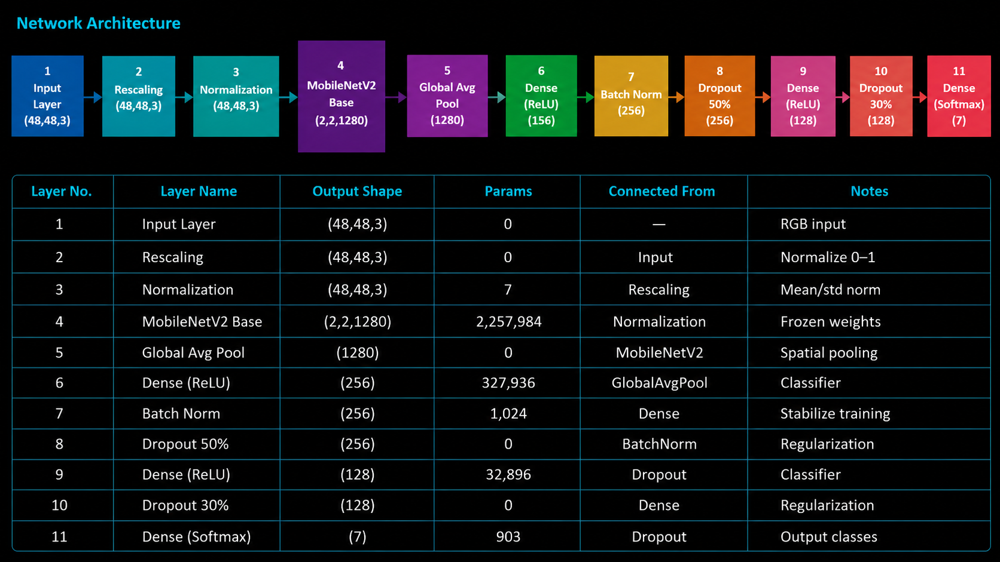 Network Architecture
1
Input
Layer
(48,48,3)
2
Rescaling
(48,48,3)
3
Normalization
(48,48,3)
4
MobileNetV2
Base
(2,2,1280)
5
Global Avg
Pool
(1280)
6
Dense
(ReLU)
(156)
7
Batch Norm
(256)
8
Dropout
50%
(256)
9
Dense
(ReLU)
(128)
10
Dropout
30%
(128)
11
Dense
(Softmax)
(7)
Layer No. Layer Name Output Shape Params Connected From Notes
1 Input Layer (48,48,3) 0 — RGB input
2 Rescaling (48,48,3) 0 Input Normalize 0–1
3 Normalization (48,48,3) 7 Rescaling Mean/std norm
4 MobileNetV2 Base (2,2,1280) 2,257,984 Normalization Frozen weights
5 Global Avg Pool (1280) 0 MobileNetV2 Spatial pooling
6 Dense (ReLU) (256) 327,936 GlobalAvgPool Classifier
7 Batch Norm (256) 1,024 Dense Stabilize training
8 Dropout 50% (256) 0 BatchNorm Regularization
9 Dense (ReLU) (128) 32,896 Dropout Classifier
10 Dropout 30% (128) 0 Dense Regularization
11 Dense (Softmax) (7) 903 Dropout Output classes